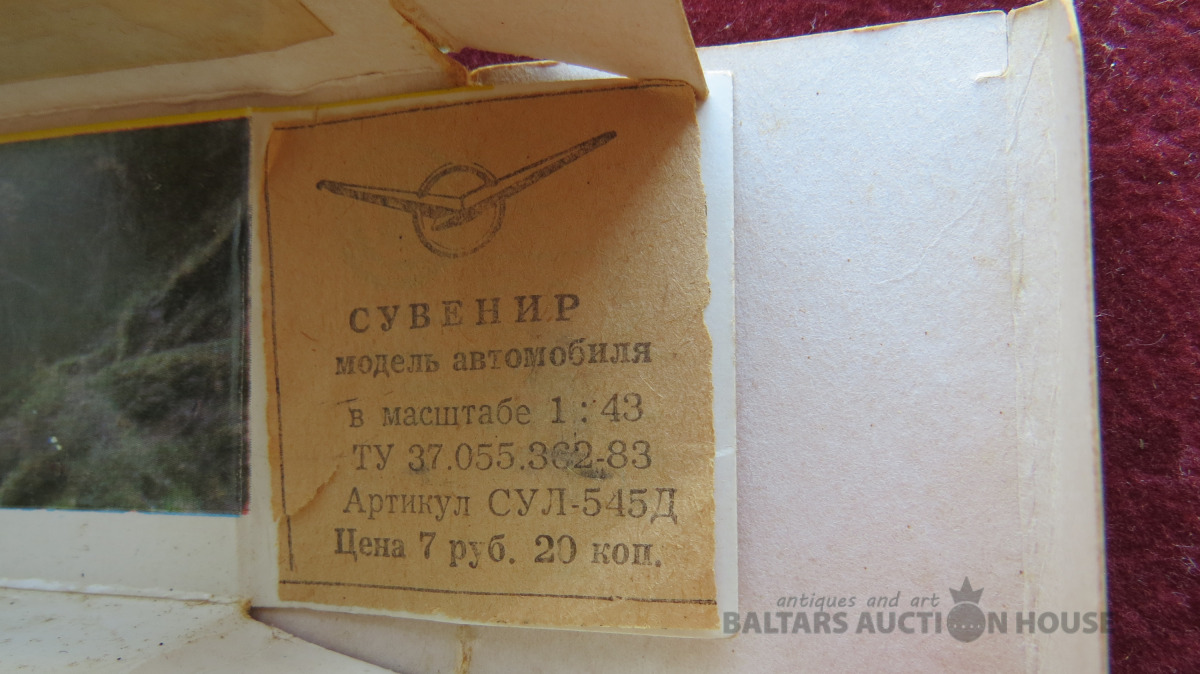 СУВЕНИР
модель автомобиля
в масштабе 1:43
ТУ 37.055.362-83
Артикул СУЛ-545Д
Цена 7 руб. 20 коп.
antiques and art
BALTARS AUCTION HOUSE